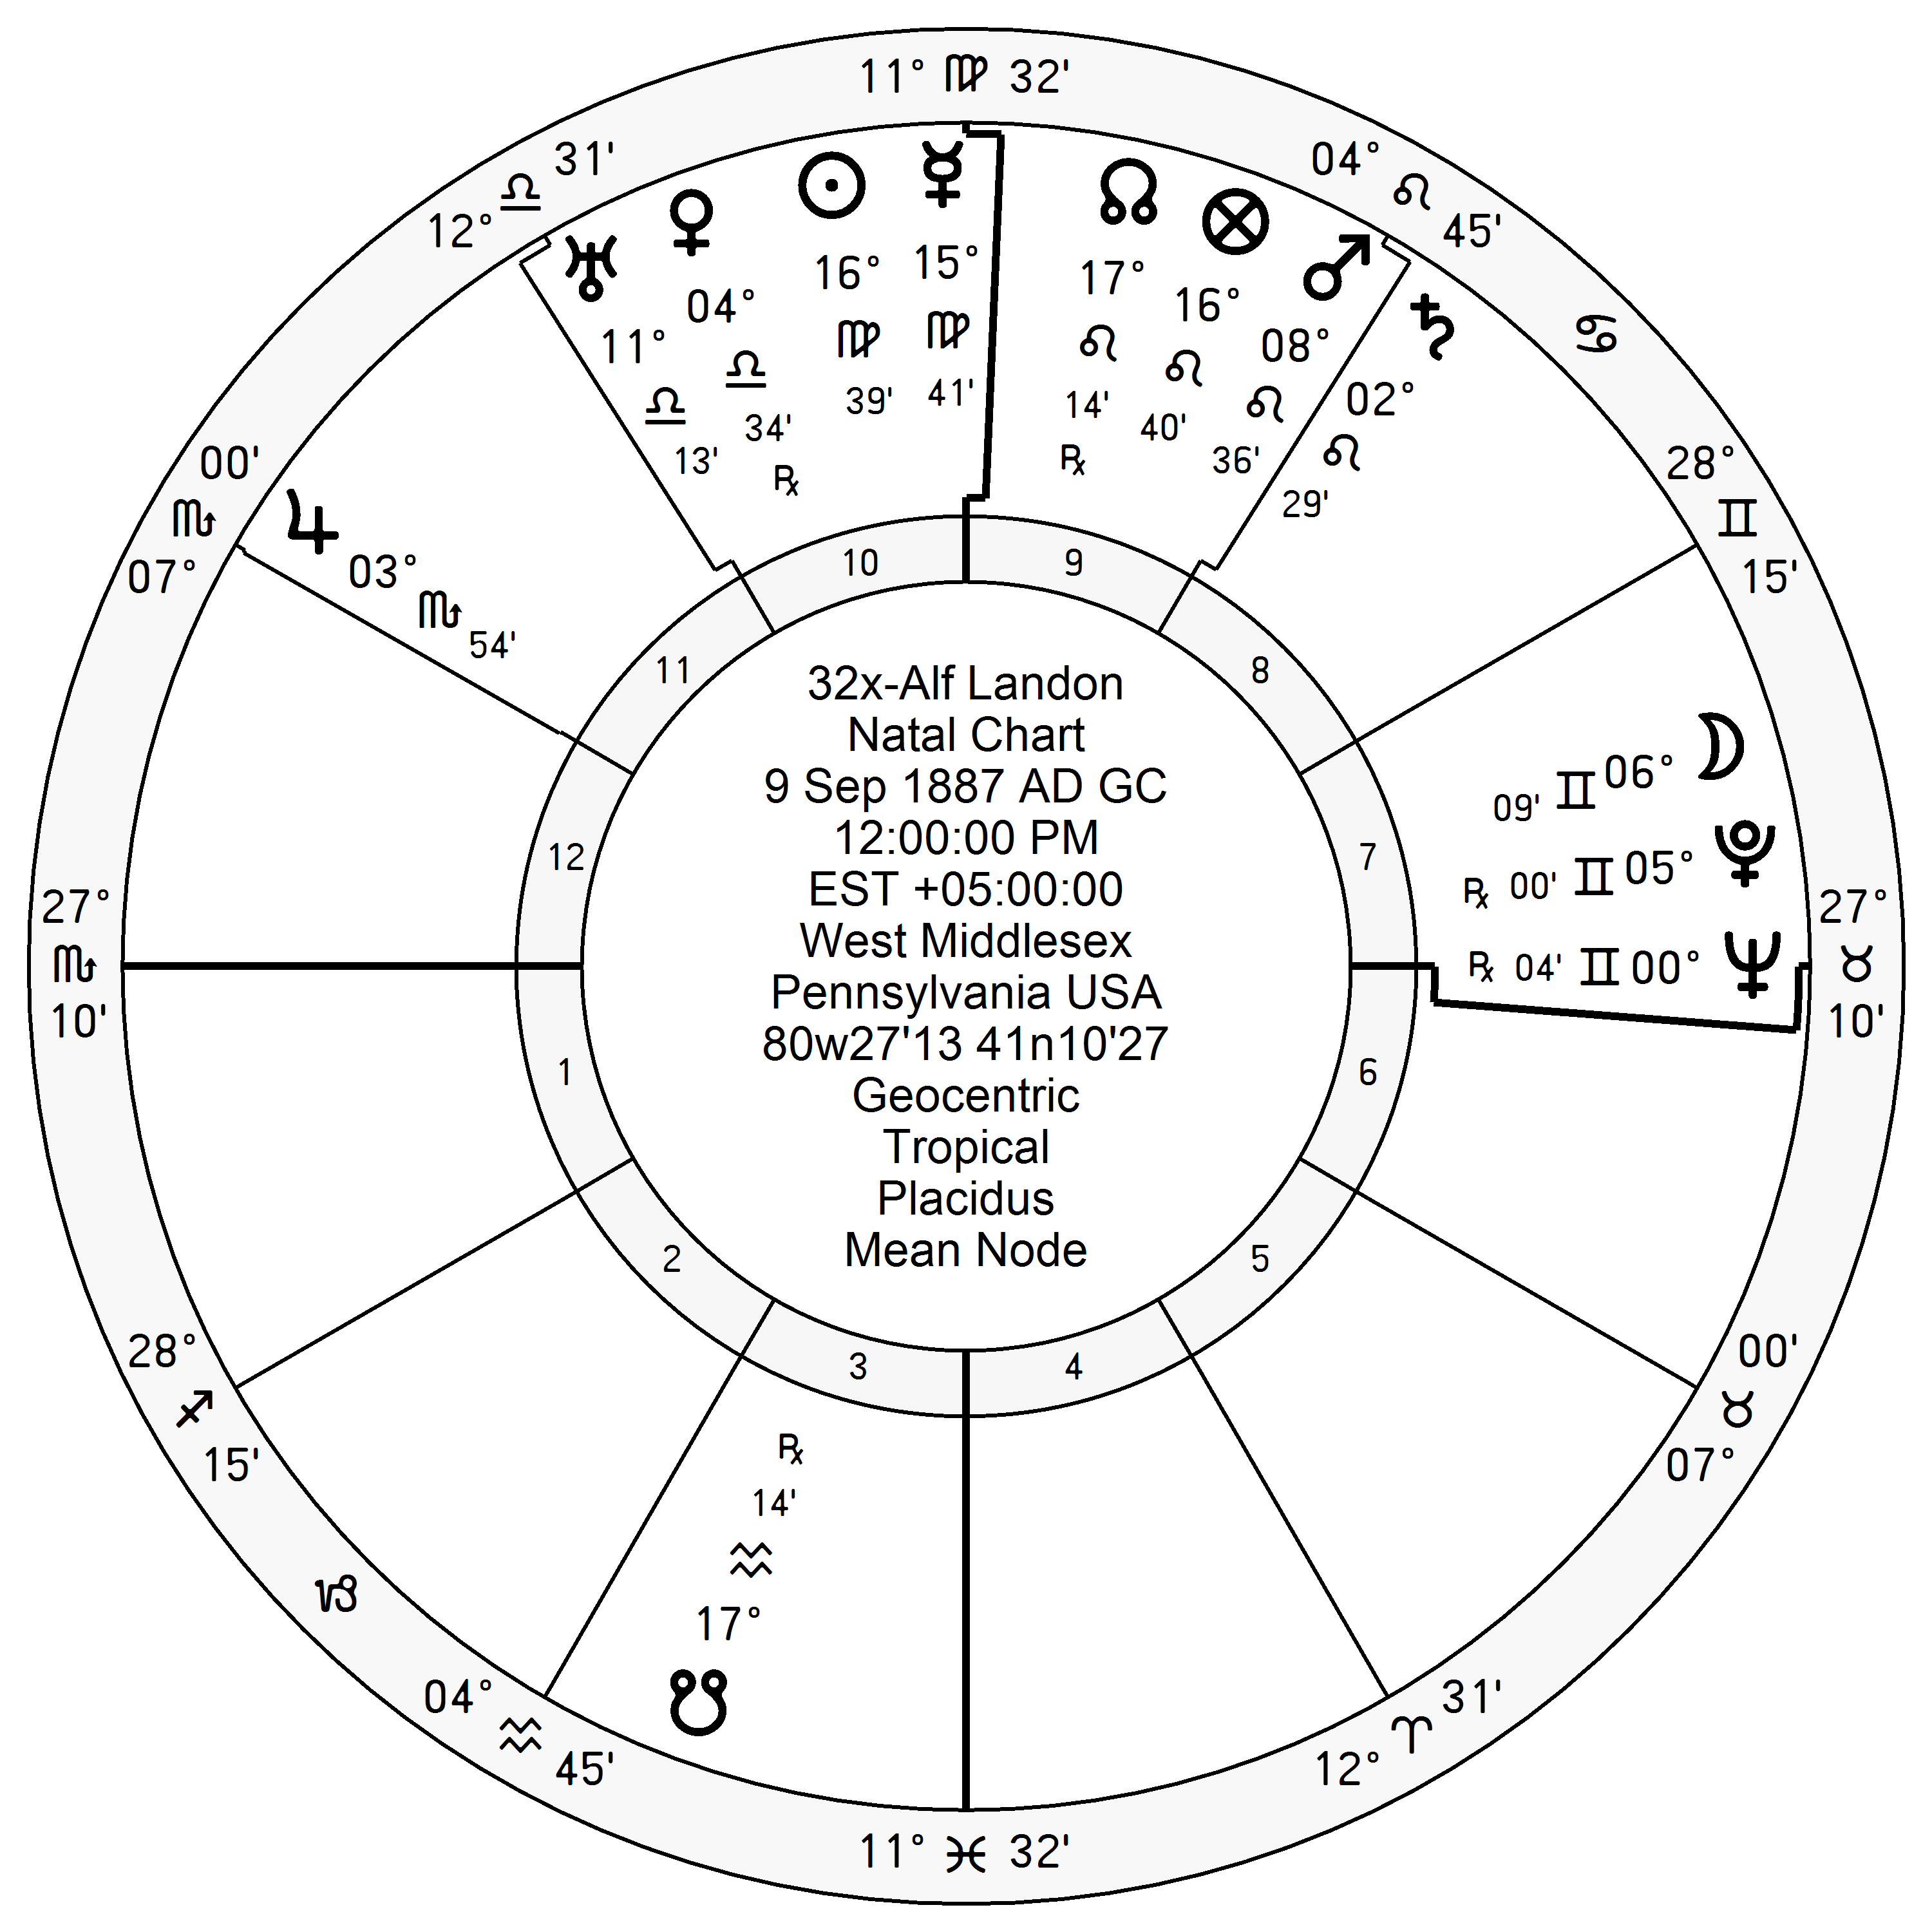 11° ♍ 32'
31'
♎
12°
04°
♌
45'
♅ ♀ ☉ ☿ ☊ ⊗ ♂ ♄
11° ♎ 13'
04° ♎ 34' ℞
16° ♍ 39'
15° ♍ 41'
17° ♌ 14' ℞
16° ♌ 40'
08° ♌ 36'
02° ♌ 29'
♋
00'
♏
07°
♃ 03° ♏ 54'
28°
♊
15'
10
9
11
8
12
7
09' ♊ 06° ☽
℞ 00' ♊ 05° ♇
℞ 04' ♊ 00° ♆
27°
♏
10'
27°
♉
10'
32x-Alf Landon
Natal Chart
9 Sep 1887 AD GC
12:00:00 PM
EST +05:00:00
West Middlesex
Pennsylvania USA
80w27'13 41n10'27
Geocentric
Tropical
Placidus
Mean Node
1
6
2
5
3
4
28°
♐
15'
00'
♉
07°
℞
14'
♒
17°
☋
♑
04°
♒
45'
31'
♈
12°
11° ♓ 32'